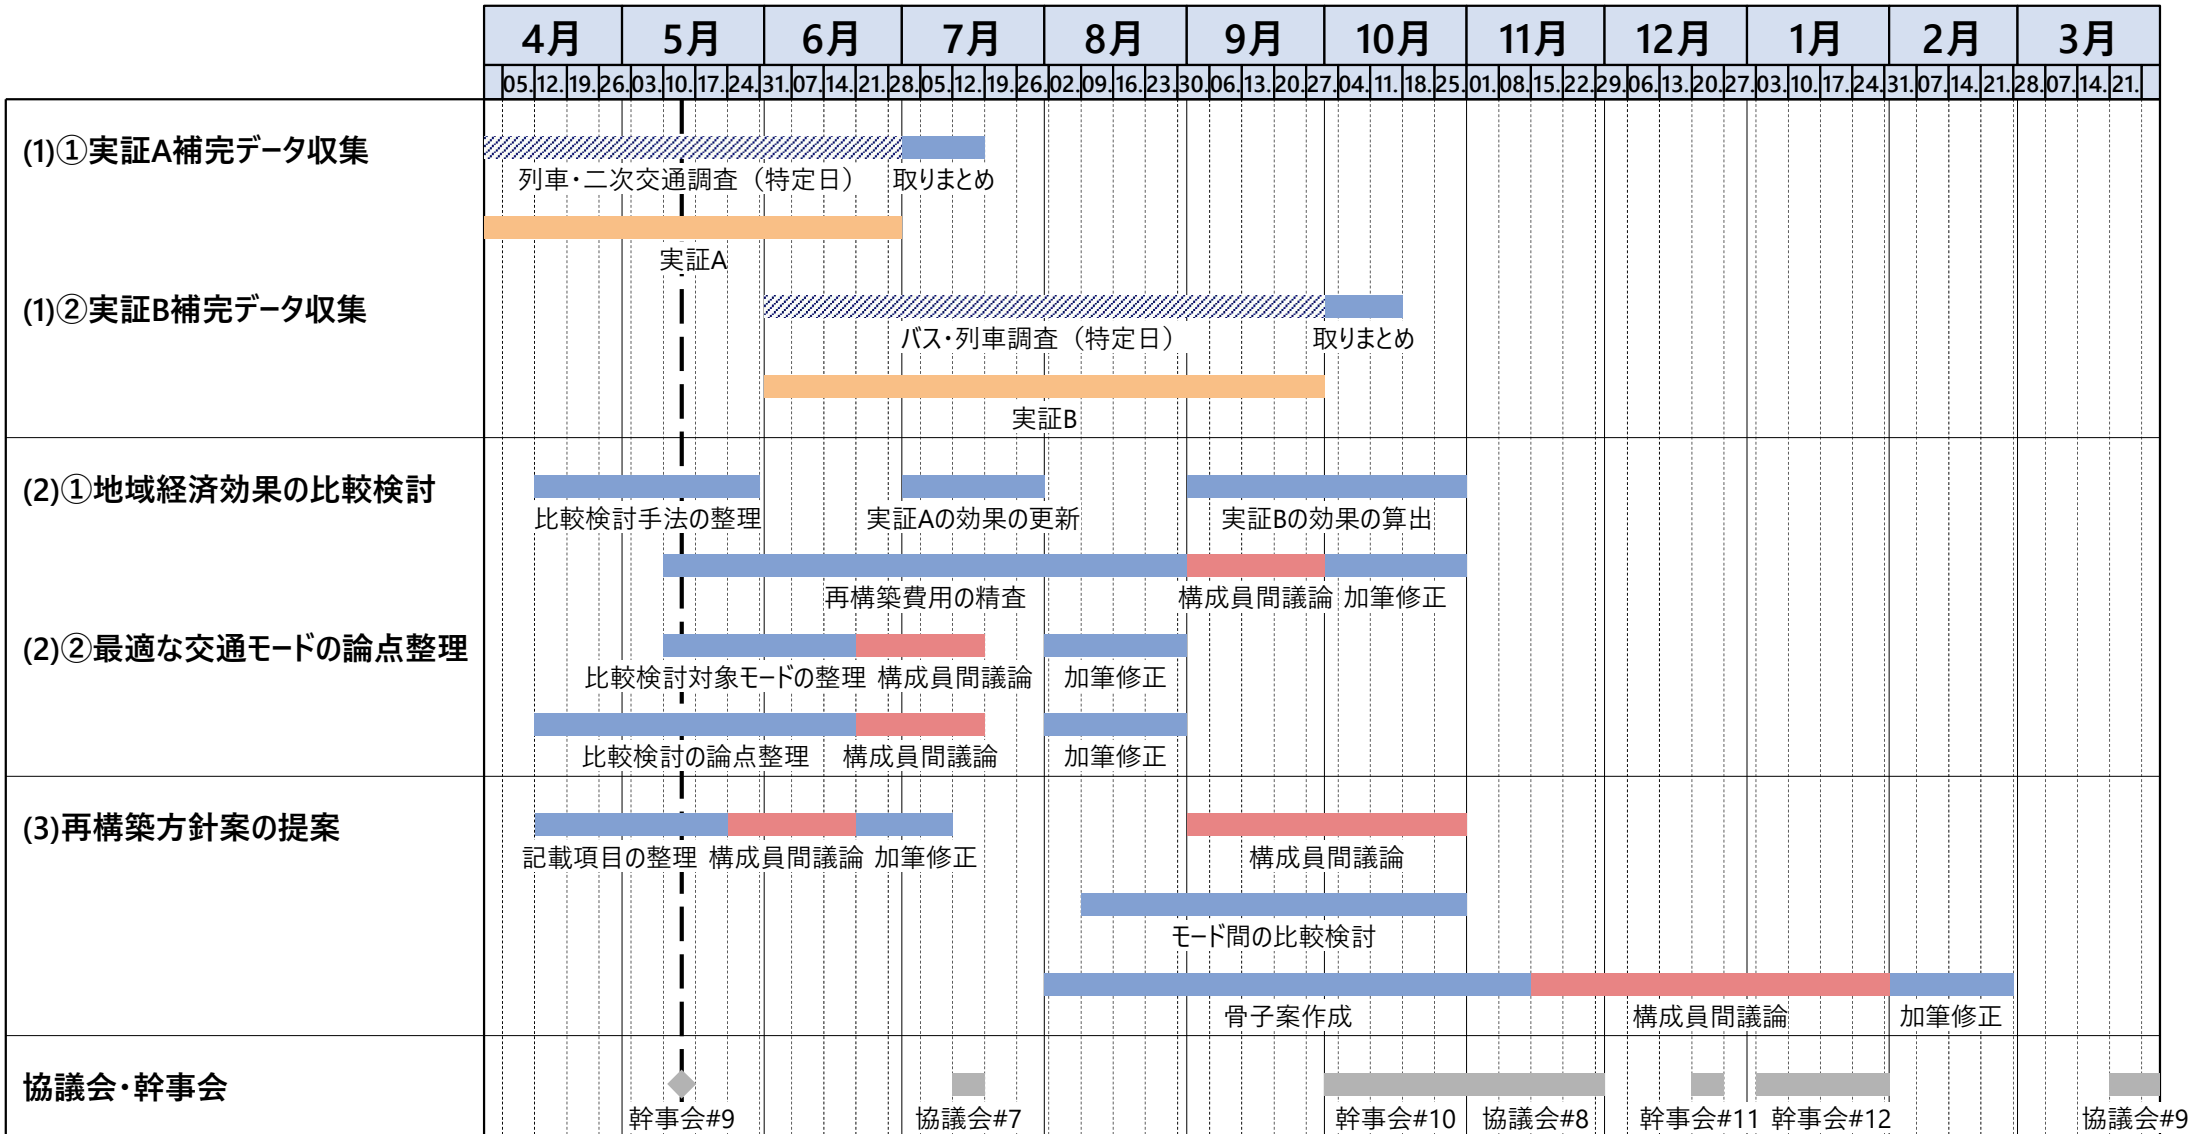 4月 5月 6月 7月 8月 9月 10月 11月 12月 1月 2月 3月
05. 12. 19. 26. 03. 10. 17. 24. 31. 07. 14. 21. 28. 05. 12. 19. 26. 02. 09. 16. 23. 30. 06. 13. 20. 27. 04. 11. 18. 25. 01. 08. 15. 22. 29. 06. 13. 20. 27. 03. 10. 17. 24. 31. 07. 14. 21. 28. 07. 14. 21.
(1)①実証A補完データ収集
列車・二次交通調査（特定日） 取りまとめ
実証A
(1)②実証B補完データ収集
バス・列車調査（特定日） 取りまとめ
実証B
(2)①地域経済効果の比較検討
比較検討手法の整理 実証Aの効果の更新 実証Bの効果の算出
再構築費用の精査 構成員間議論 加筆修正
(2)②最適な交通モードの論点整理
比較検討対象モードの整理 構成員間議論 加筆修正
比較検討の論点整理 構成員間議論 加筆修正
(3)再構築方針案の提案
記載項目の整理 構成員間議論 加筆修正 構成員間議論
モード間の比較検討
骨子案作成 構成員間議論 加筆修正
協議会・幹事会
幹事会#9 協議会#7 幹事会#10 協議会#8 幹事会#11 幹事会#12 協議会#9